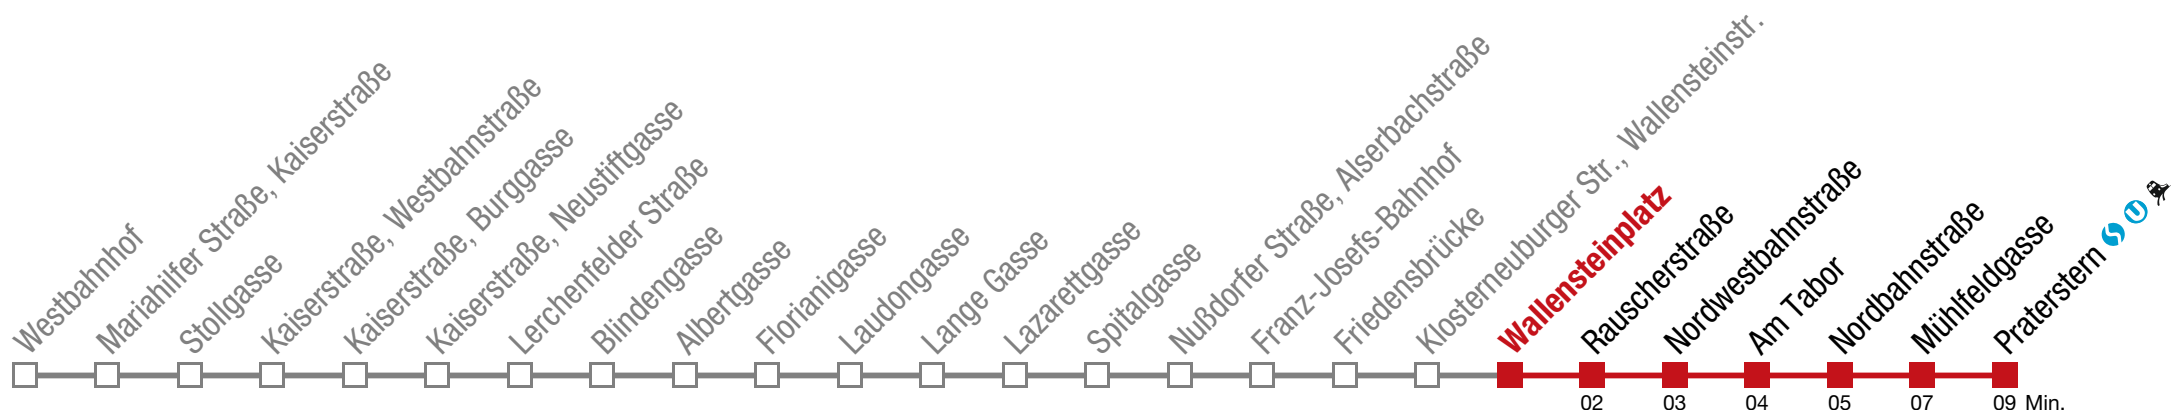 Westbahnhof
Mariahilfer Straße, Kaiserstraße
Stollgasse
Kaiserstraße, Westbahnstraße
Kaiserstraße, Burggasse
Kaiserstraße, Neustiftgasse
Lerchenfelder Straße
Blindengasse
Albertgasse
Florianigasse
Laudongasse
Lange Gasse
Lazarettgasse
Spitalgasse
Nußdorfer Straße, Alserbachstraße
Franz-Josefs-Bahnhof
Friedensbrücke
Klosterneuburger Str., Wallensteinstr.
Wallensteinplatz
Rauscherstraße
Nordwestbahnstraße
Am Tabor
Nordbahnstraße
Mühlfeldgasse
Praterstern S U
02 03 04 05 07 09 Min.